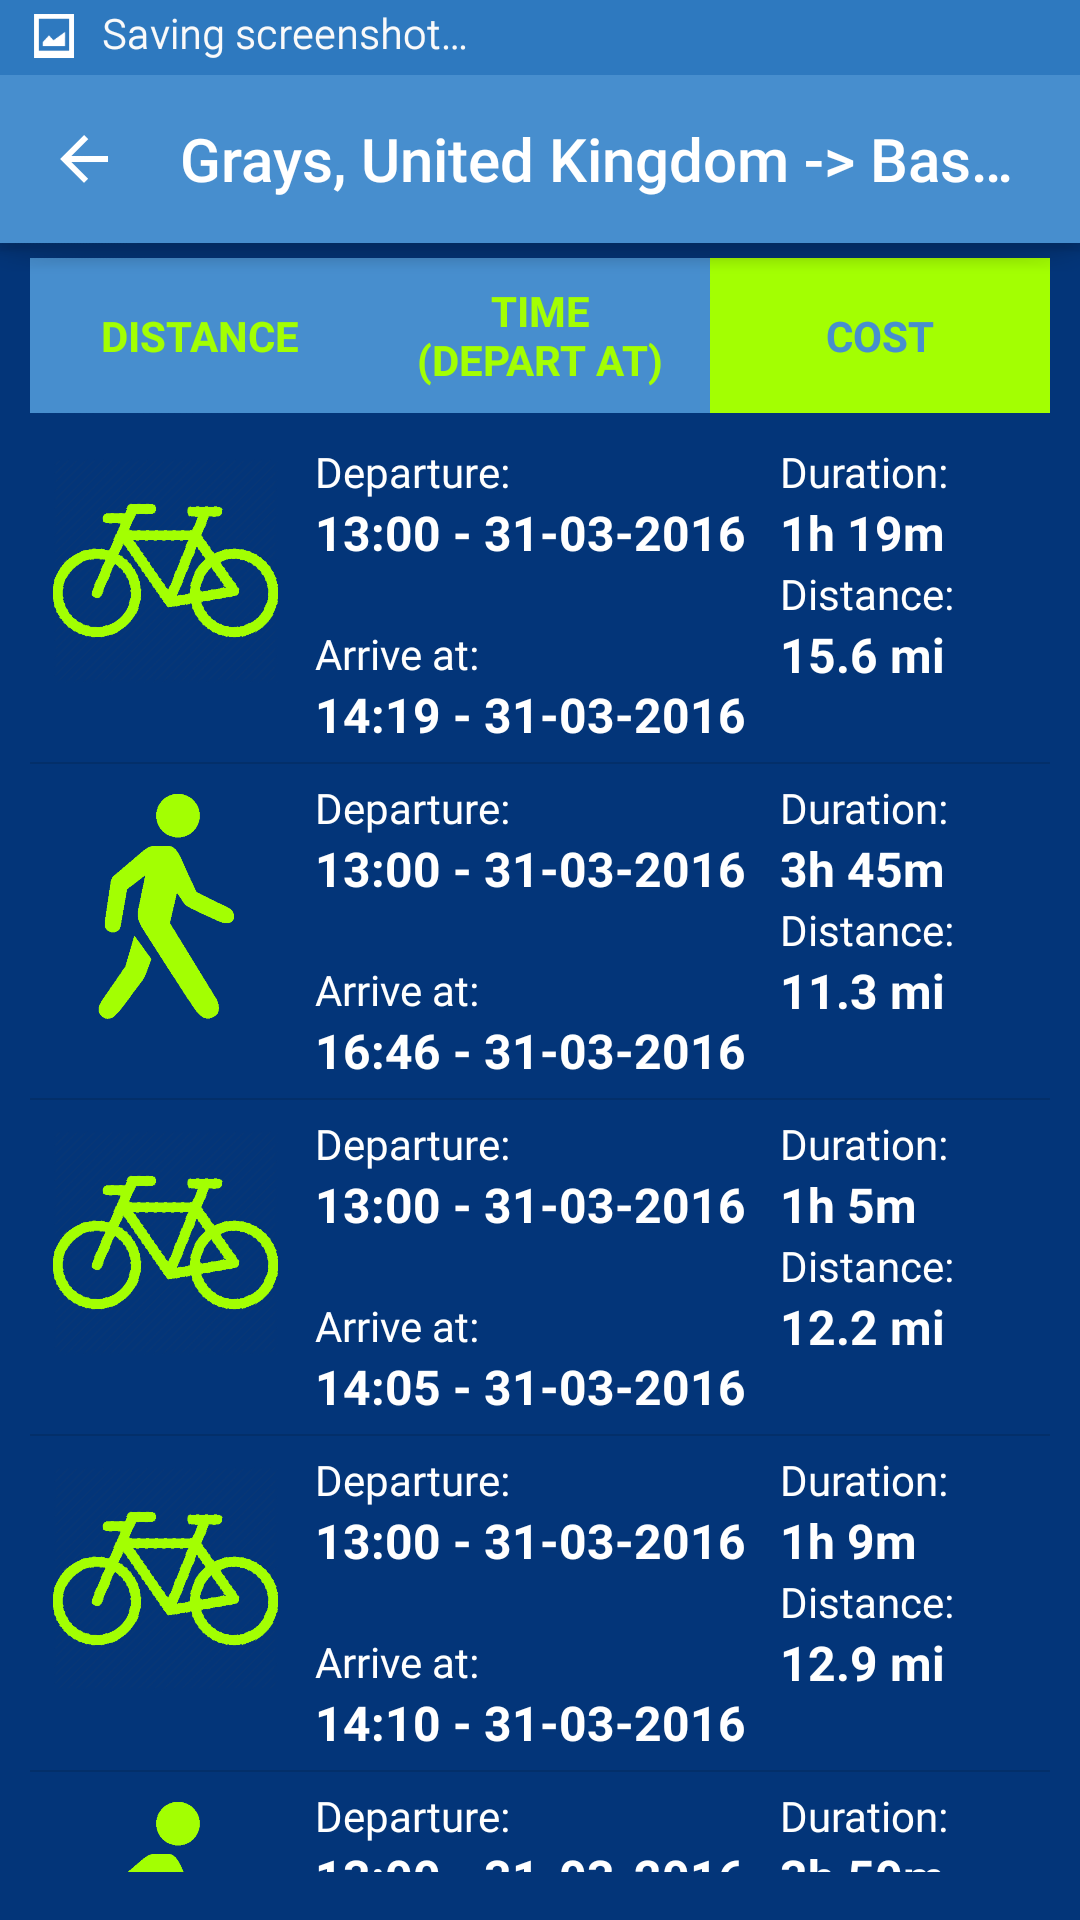 Saving screenshot...
Grays, United Kingdom -> Bas...
DISTANCE
TIME
(DEPART AT)
COST
Departure:
13:00 - 31-03-2016
Arrive at:
14:19 - 31-03-2016
Duration:
1h 19m
Distance:
15.6 mi
Departure:
13:00 - 31-03-2016
Arrive at:
16:46 - 31-03-2016
Duration:
3h 45m
Distance:
11.3 mi
Departure:
13:00 - 31-03-2016
Arrive at:
14:05 - 31-03-2016
Duration:
1h 5m
Distance:
12.2 mi
Departure:
13:00 - 31-03-2016
Arrive at:
14:10 - 31-03-2016
Duration:
1h 9m
Distance:
12.9 mi
Departure:
Duration: